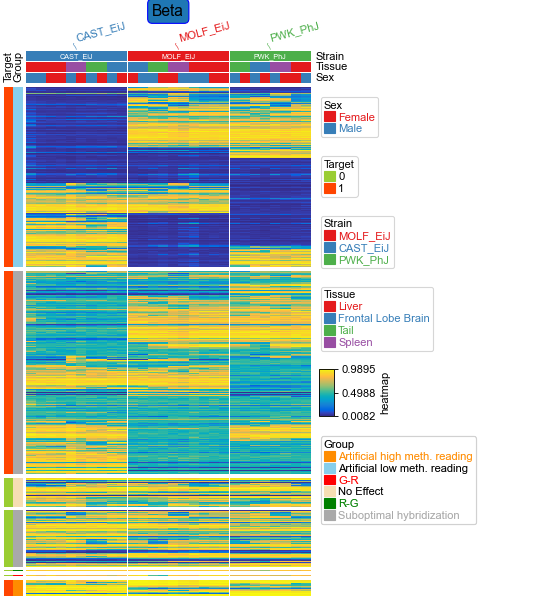 Beta
CAST_EiJ
MOLF_EiJ
PWK_PhJ
CAST_EiJ
MOLF_EiJ
PWK_PhJ
Strain
Tissue
Sex
Target
Group
Sex
Female
Male
Target
0
1
Strain
MOLF_EiJ
CAST_EiJ
PWK_PhJ
Tissue
Liver
Frontal Lobe Brain
Tail
Spleen
0.9895
0.4988
0.0082
heatmap
Group
Artificial high meth. reading
Artificial low meth. reading
G-R
No Effect
R-G
Suboptimal hybridization